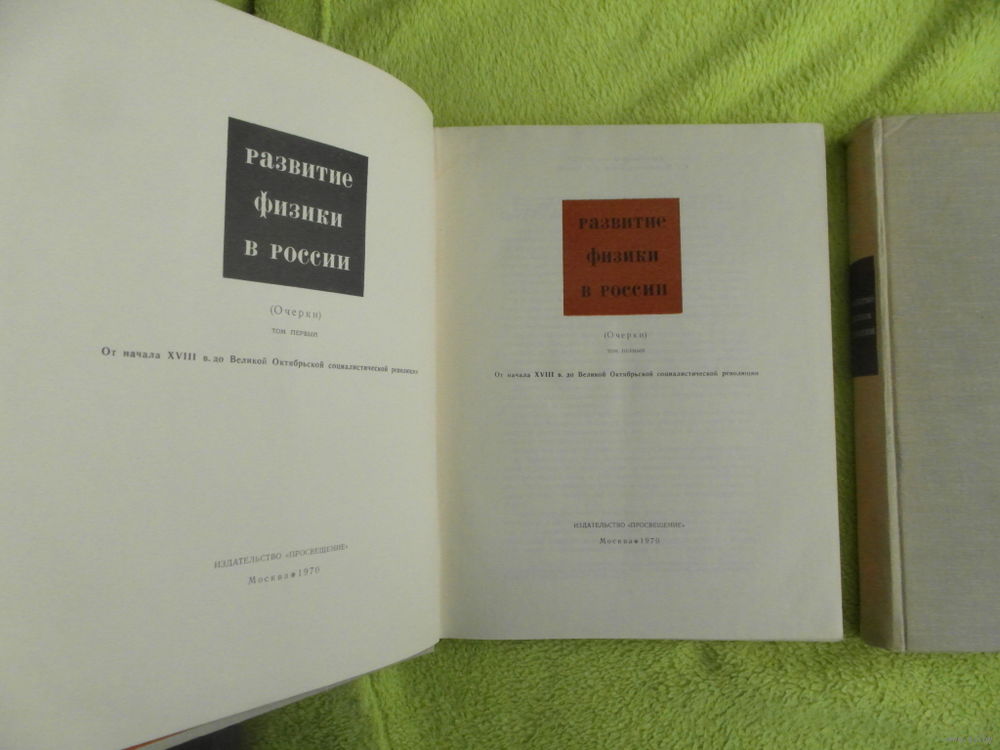 Развитие
физики
в России
(Очерки)
ТОМ ПЕРВЫЙ
От начала XVIII в. до Великой Октябрьской социалистической революции
ИЗДАТЕЛЬСТВО «ПРОСВЕЩЕНИЕ»
Москва • 1970
Развитие
физики
в России
(Очерки)
ТОМ ПЕРВЫЙ
От начала XVIII в. до Великой Октябрьской социалистической революции
ИЗДАТЕЛЬСТВО «ПРОСВЕЩЕНИЕ»
Москва • 1970